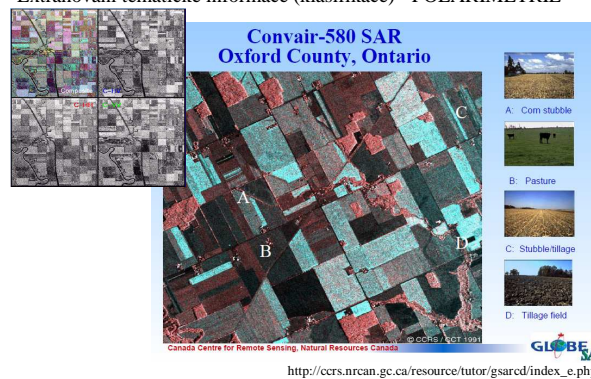 Extrahování tematické informace (klasifikace) - POLARIMETRIE
Convair-580 SAR
Oxford County, Ontario
A
B
C
D
A: Corn stubble
B: Pasture
C: Stubble/tillage
D: Tillage field
© CCRS / CCT 1991
Canada Centre for Remote Sensing, Natural Resources Canada
GLOBE
http://ccrs.nrcan.gc.ca/resource/tutor/gsarcd/index_e.ph